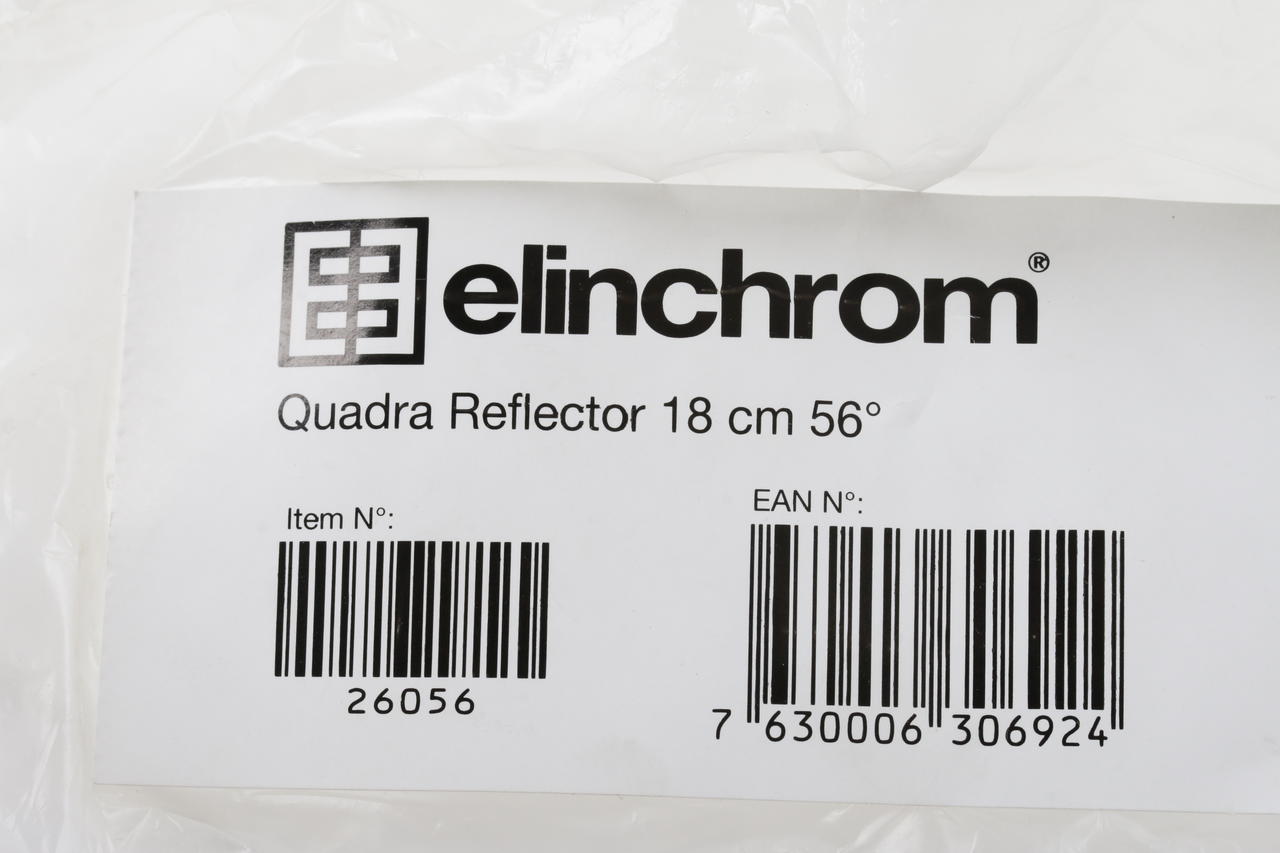 elinchrom®
Quadra Reflector 18 cm 56°
Item N°:
26056
EAN N°:
7 630006 306924